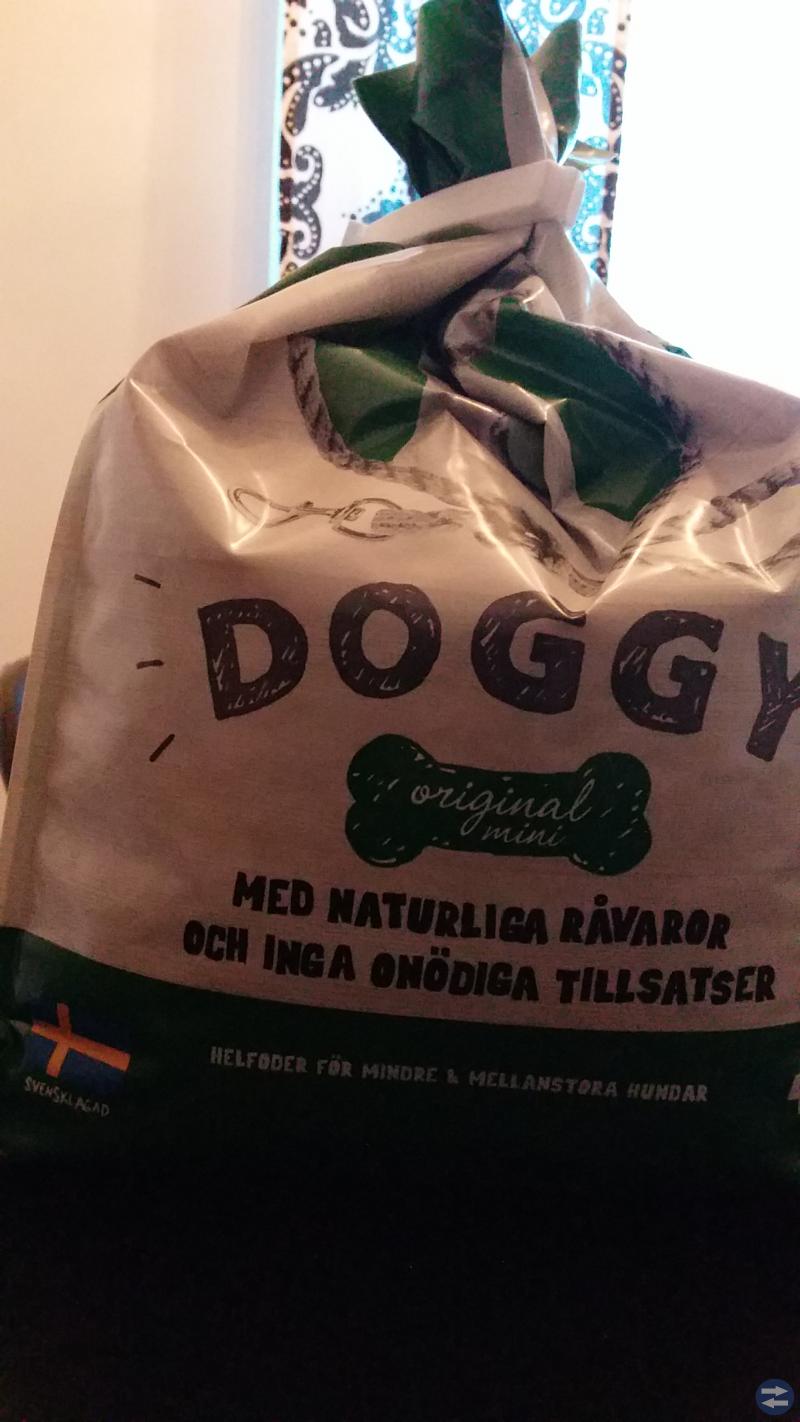 DOGGY
original
mini
MED NATURLIGA RÅVAROR
OCH INGA ONÖDIGA TILLSATSER
HELFODER FÖR MINDRE & MELLANSTORA HUNDAR
SVENSKLAGAD